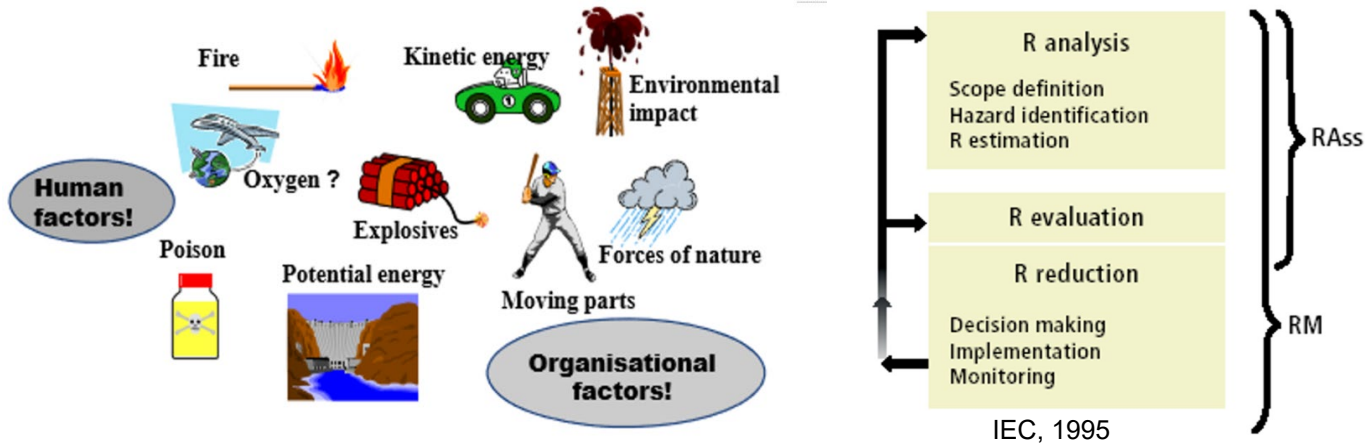 Fire
Kinetic energy
1
Environmental
impact
Oxygen ?
Human
factors!
Explosives
Forces of nature
Poison
Potential energy
Moving parts
Organisational
factors!
R analysis
Scope definition
Hazard identification
R estimation
R evaluation
R reduction
Decision making
Implementation
Monitoring
RAss
RM
IEC, 1995